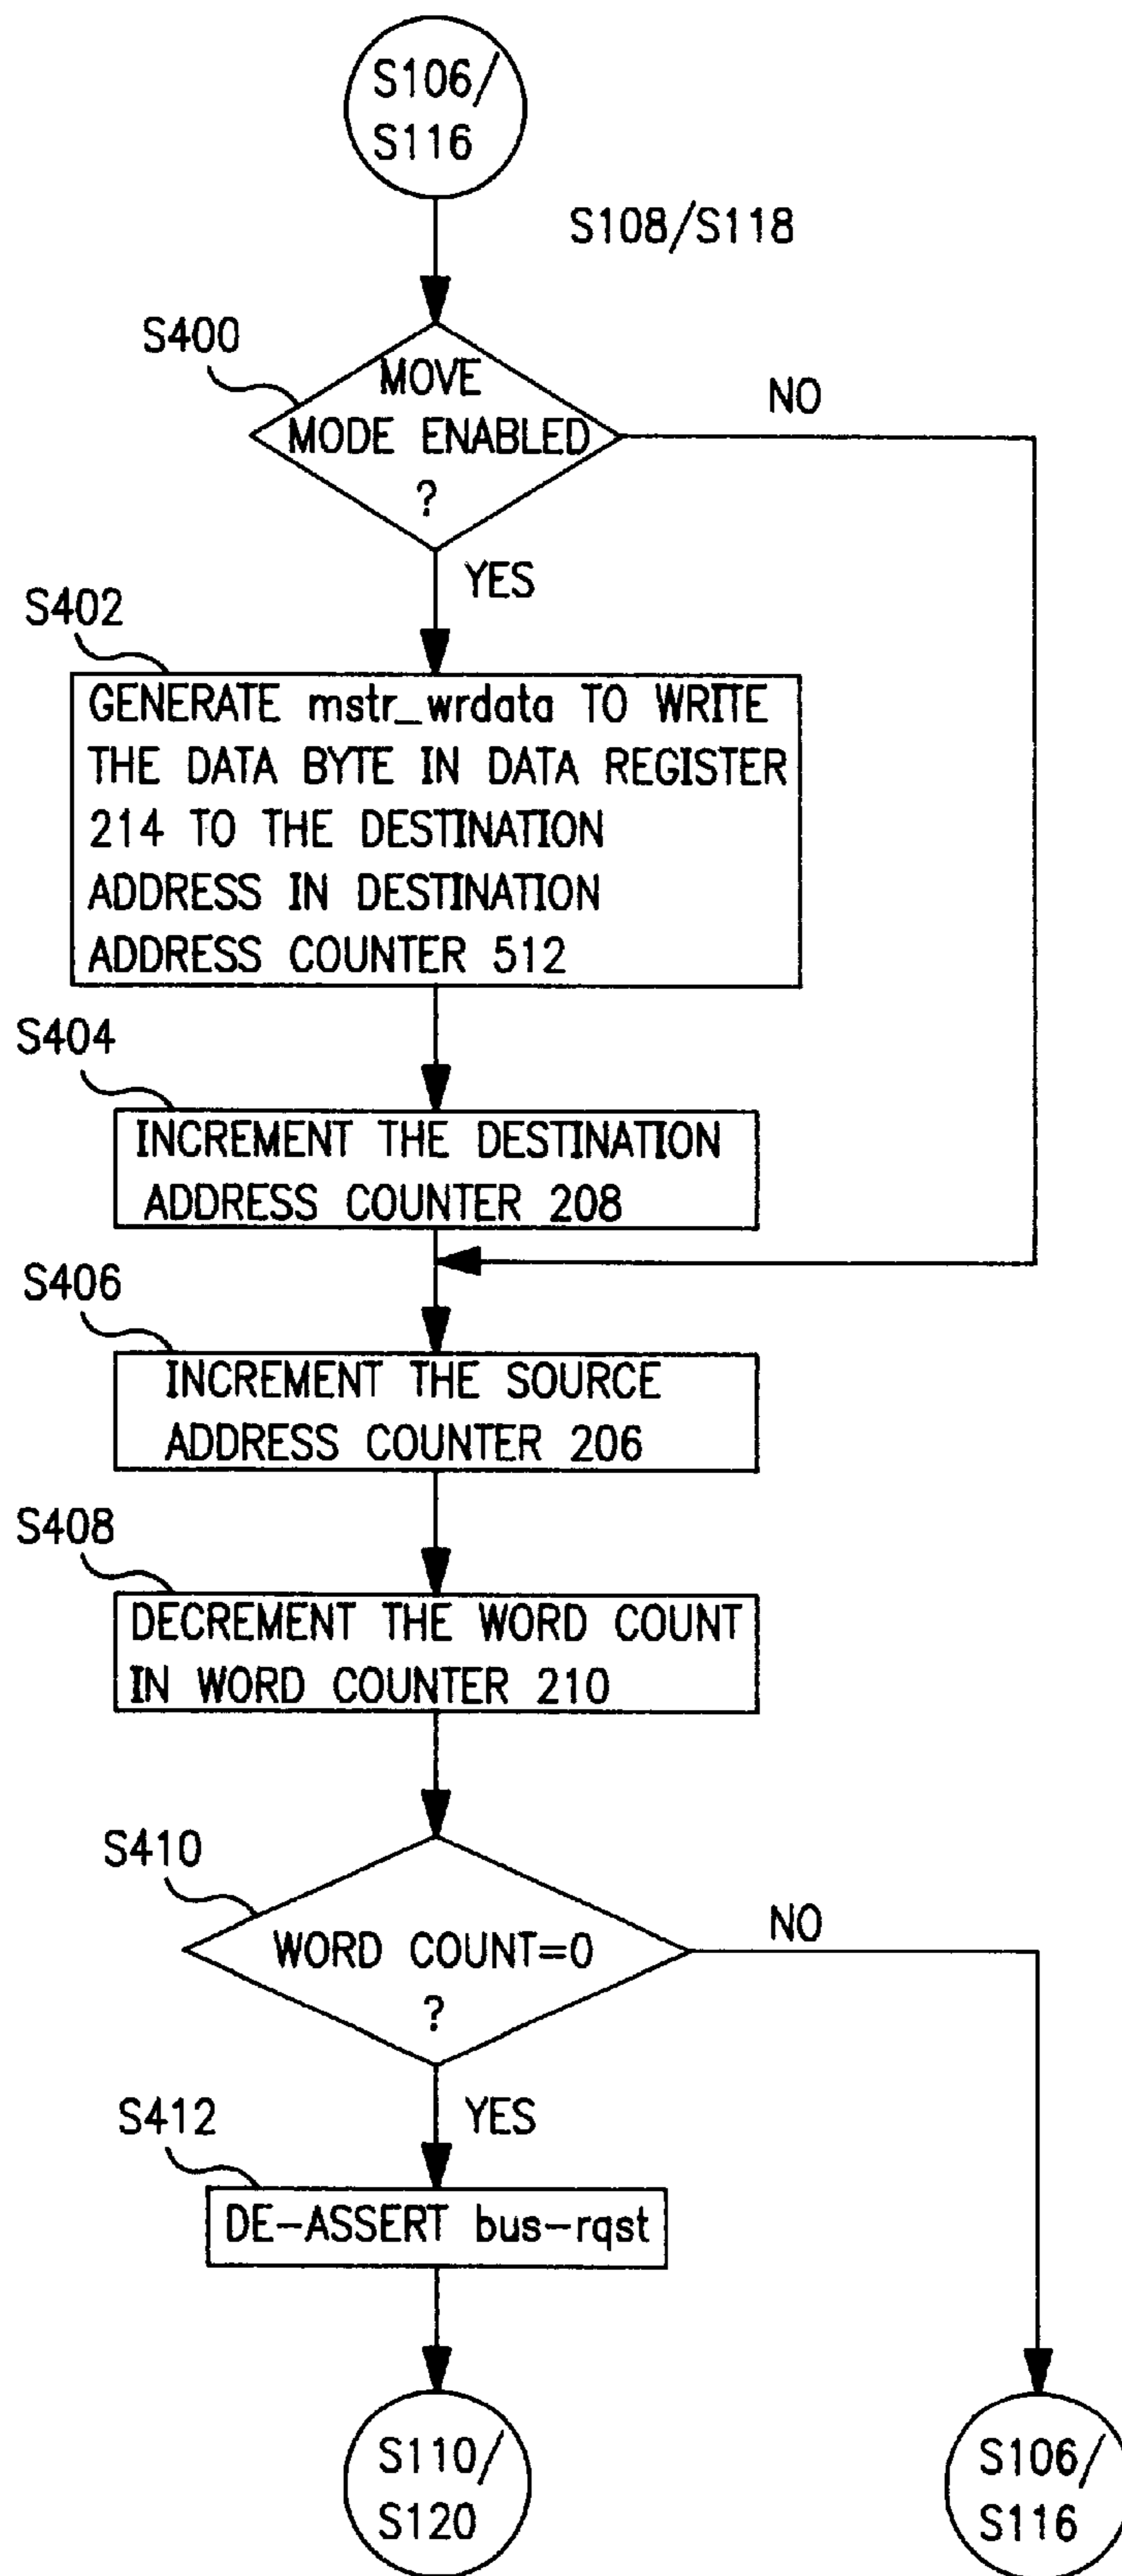 S106/
S116
S108/S118
S400
MOVE
MODE ENABLED
?
NO
YES
S402
GENERATE mstr_wrdata TO WRITE
THE DATA BYTE IN DATA REGISTER
214 TO THE DESTINATION
ADDRESS IN DESTINATION
ADDRESS COUNTER 512
S404
INCREMENT THE DESTINATION
ADDRESS COUNTER 208
S406
INCREMENT THE SOURCE
ADDRESS COUNTER 206
S408
DECREMENT THE WORD COUNT
IN WORD COUNTER 210
S410
WORD COUNT=0
?
NO
YES
S412
DE-ASSERT bus-rqst
S110/
S120
S106/
S116